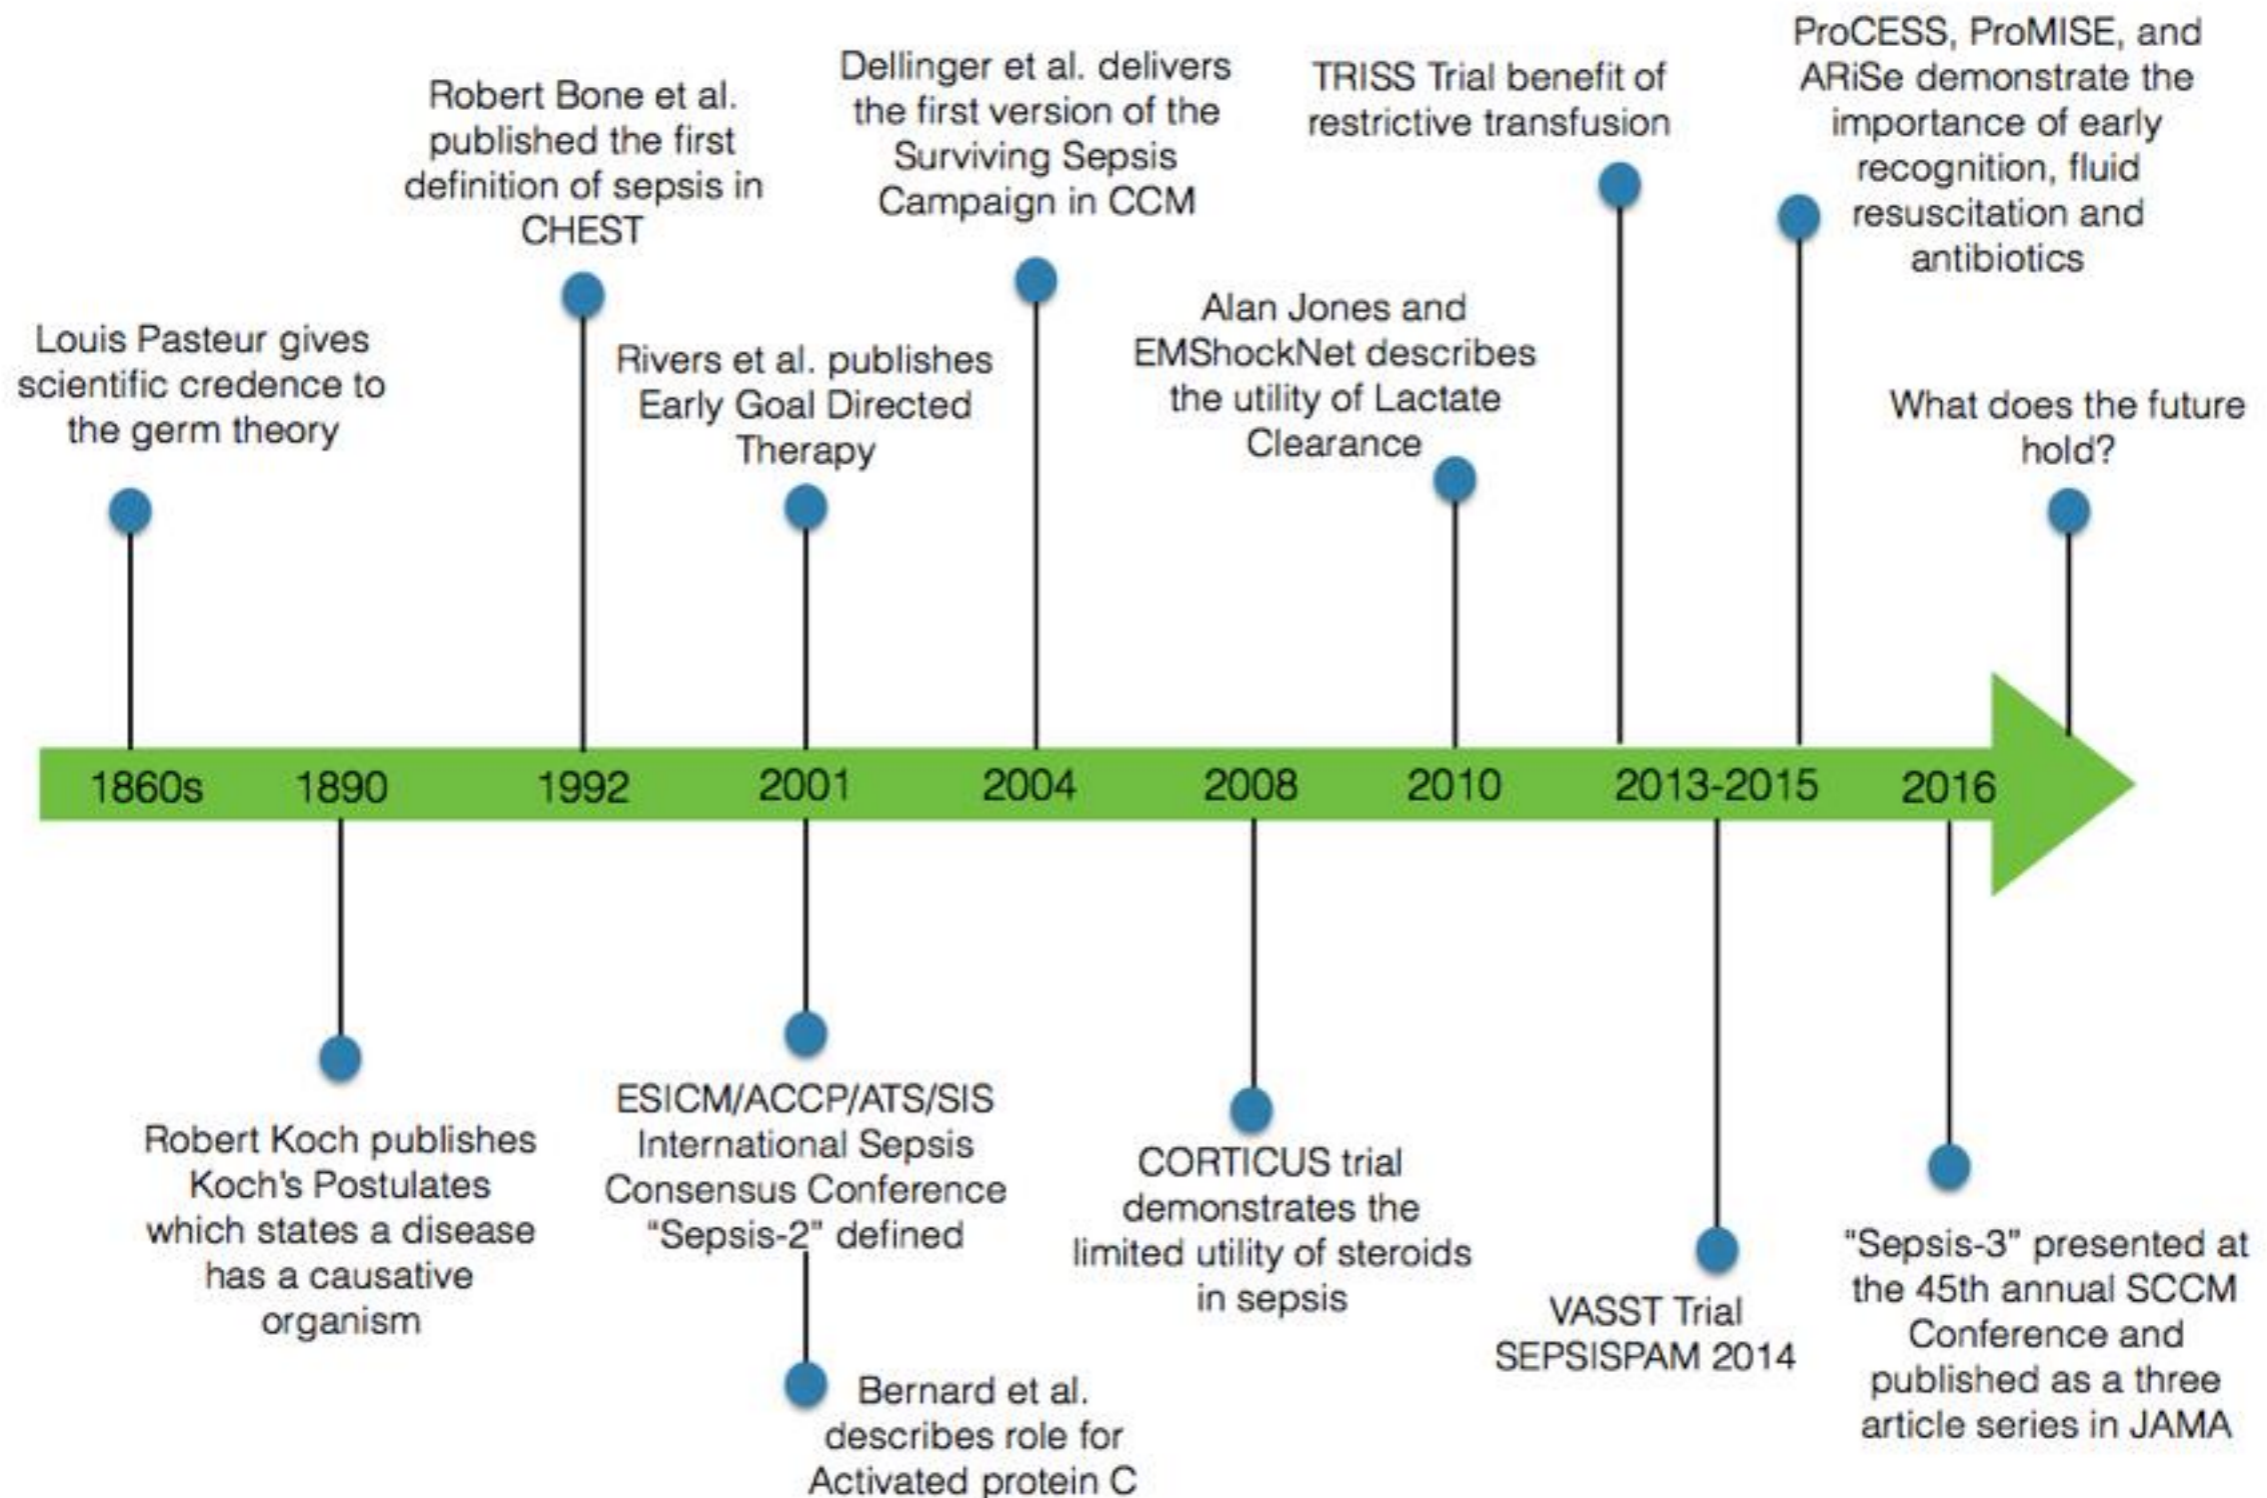 Louis Pasteur gives
scientific credence to
the germ theory
Robert Bone et al.
published the first
definition of sepsis in
CHEST
Rivers et al. publishes
Early Goal Directed
Therapy
Dellinger et al. delivers
the first version of the
Surviving Sepsis
Campaign in CCM
Alan Jones and
EMShockNet describes
the utility of Lactate
Clearance
TRISS Trial benefit of
restrictive transfusion
ProCESS, ProMISE, and
ARiSe demonstrate the
importance of early
recognition, fluid
resuscitation and
antibiotics
What does the future
hold?
1860s 1890 1992 2001 2004 2008 2010 2013-2015 2016
Robert Koch publishes
Koch's Postulates
which states a disease
has a causative
organism
ESICM/ACCP/ATS/SIS
International Sepsis
Consensus Conference
"Sepsis-2" defined
Bernard et al.
describes role for
Activated protein C
CORTICUS trial
demonstrates the
limited utility of steroids
in sepsis
VASST Trial
SEPSISPAM 2014
"Sepsis-3" presented at
the 45th annual SCCM
Conference and
published as a three
article series in JAMA